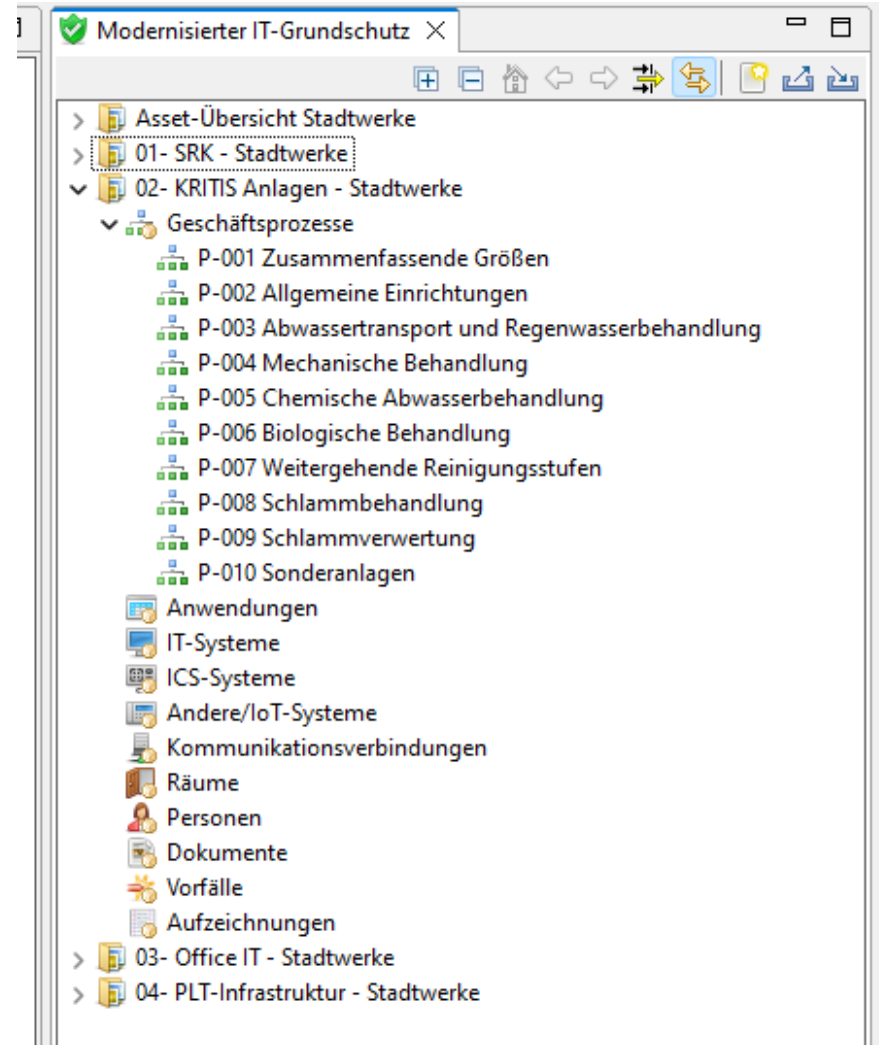 Modernisierter IT-Grundschutz
Asset-Übersicht Stadtwerke
01- SRK - Stadtwerke
02- KRITIS Anlagen - Stadtwerke
Geschäftsprozesse
P-001 Zusammenfassende Größen
P-002 Allgemeine Einrichtungen
P-003 Abwassertransport und Regenwasserbehandlung
P-004 Mechanische Behandlung
P-005 Chemische Abwasserbehandlung
P-006 Biologische Behandlung
P-007 Weitergehende Reinigungsstufen
P-008 Schlammbehandlung
P-009 Schlammverwertung
P-010 Sonderanlagen
Anwendungen
IT-Systeme
ICS-Systeme
Andere/IoT-Systeme
Kommunikationsverbindungen
Räume
Personen
Dokumente
Vorfälle
Aufzeichnungen
03- Office IT - Stadtwerke
04- PLT-Infrastruktur - Stadtwerke